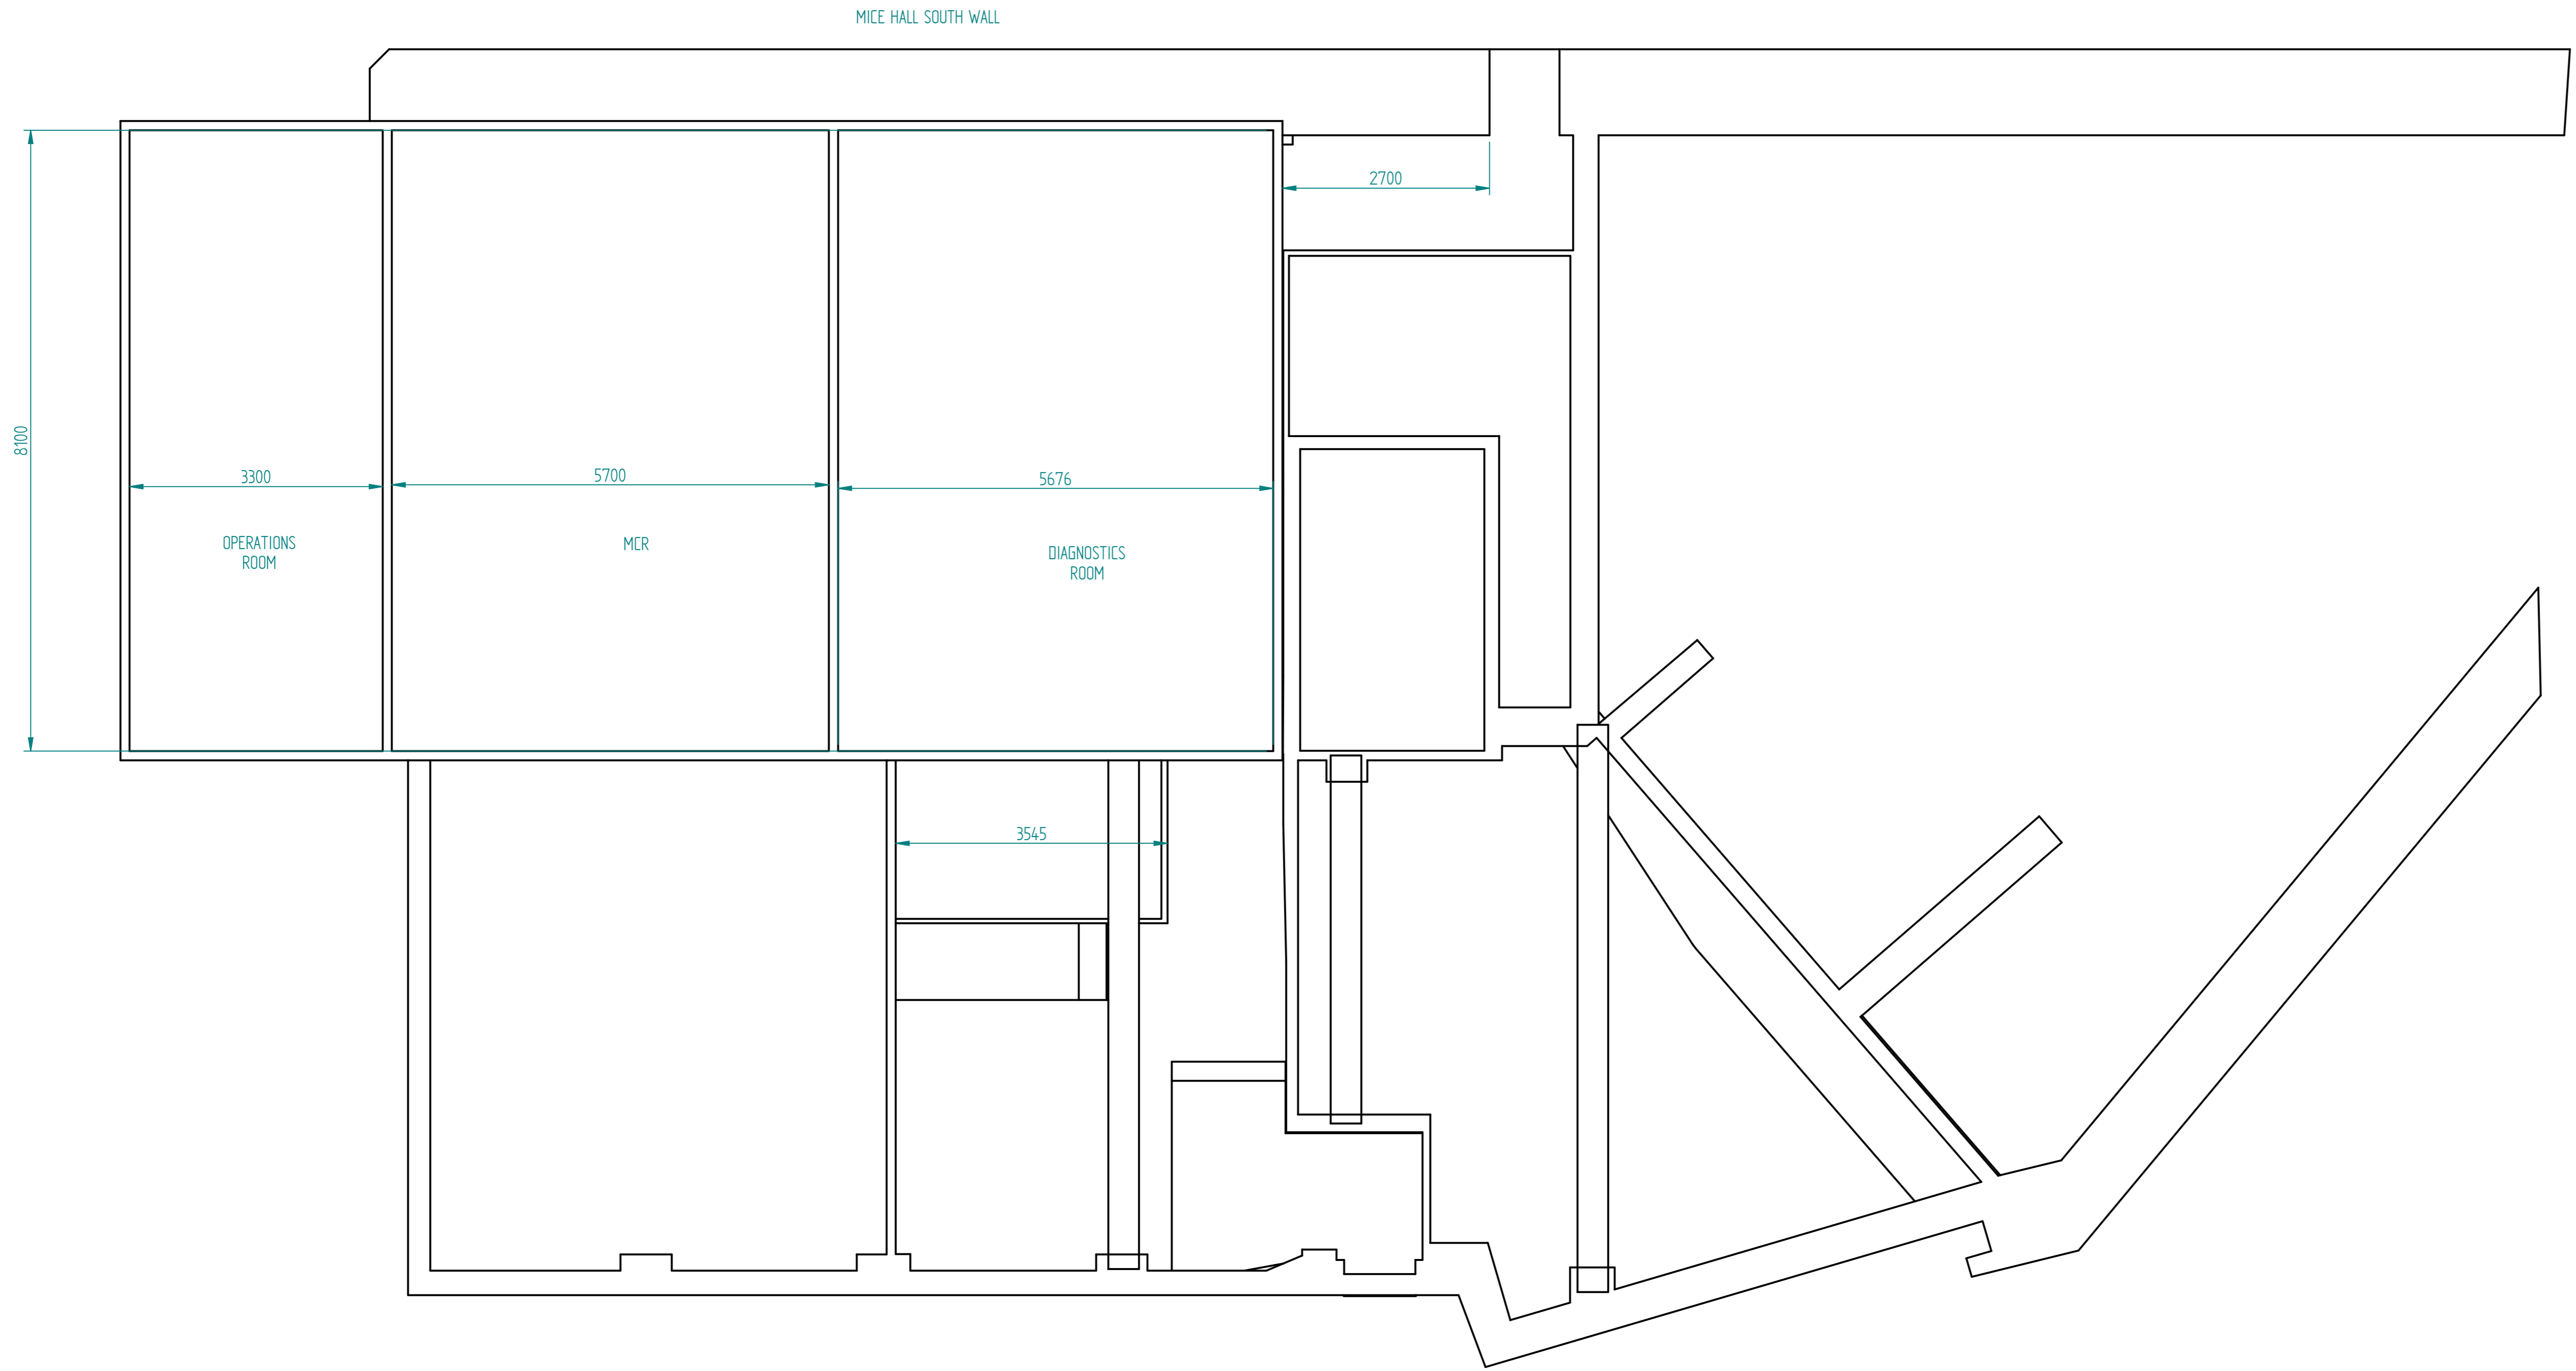 MICE HALL SOUTH WALL
2700
8100
3300
5700
5676
OPERATIONS
ROOM
MCR
DIAGNOSTICS
ROOM
3545